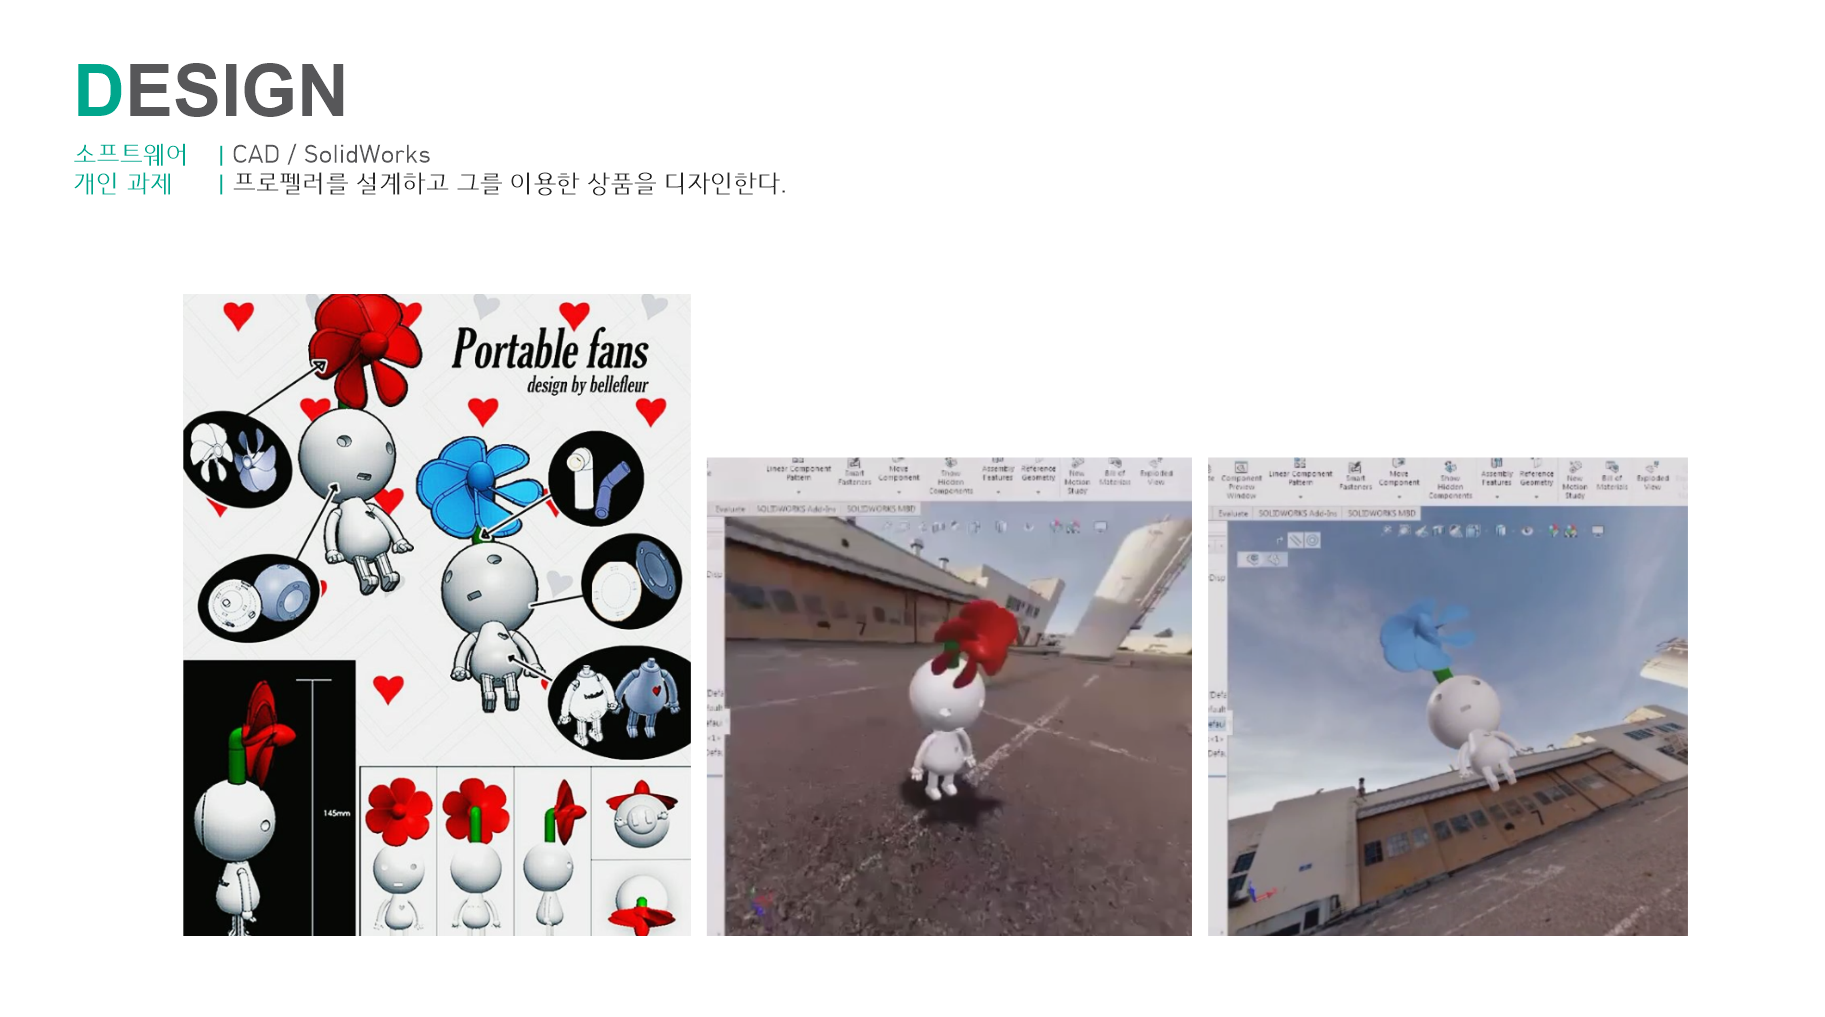 DESIGN
소프트웨어 | CAD / SolidWorks
개인 과제 | 프로펠러를 설계하고 그를 이용한 상품을 디자인한다.
Portable fans
design by bellefleur
145mm
Linear Component Pattern
Smart Fasteners
Move Component
Show Hidden Components
Assembly Features
Reference Geometry
New Motion Study
Bill of Materials
Exploded View
Evaluate SOLIDWORKS Add-Ins SOLIDWORKS MBD
7
Component Preview Window
Linear Component Pattern
Smart Fasteners
Move Component
Show Hidden Components
Assembly Features
Reference Geometry
New Motion Study
Bill of Materials
Exploded View
Evaluate SOLIDWORKS Add-Ins SOLIDWORKS MBD
7